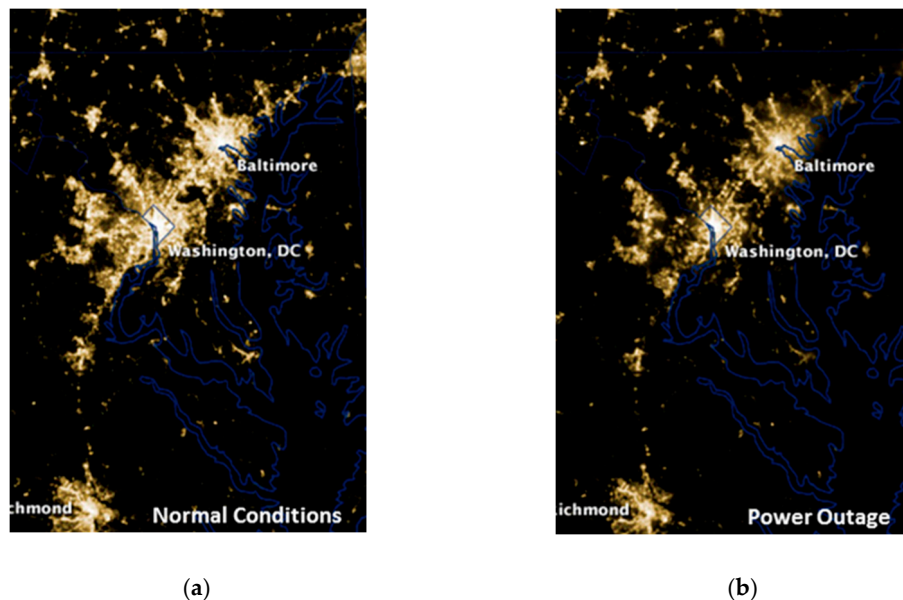 Baltimore
Washington, DC
chmond
Normal Conditions
(a)
Baltimore
Washington, DC
ichmond
Power Outage
(b)